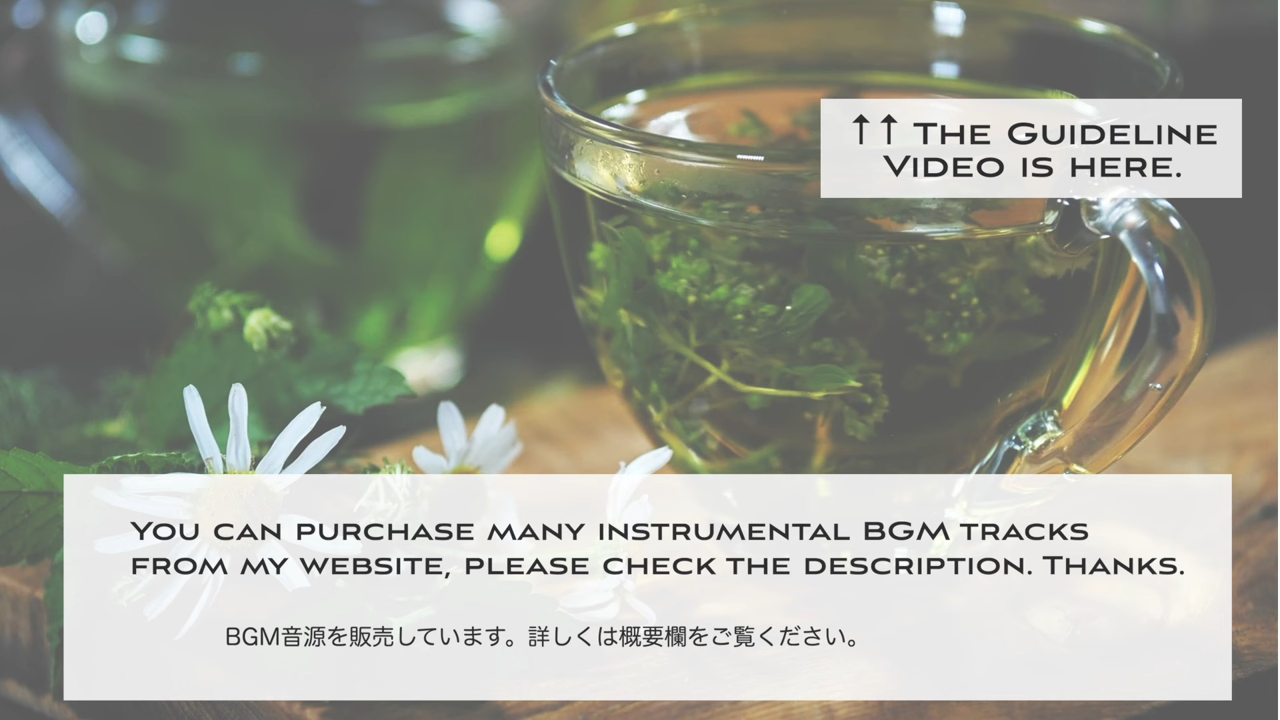 ↑↑ The Guideline
Video is here.
You can purchase many instrumental BGM tracks
from my website, please check the description. Thanks.
BGM音源を販売しています。詳しくは概要欄をご覧ください。